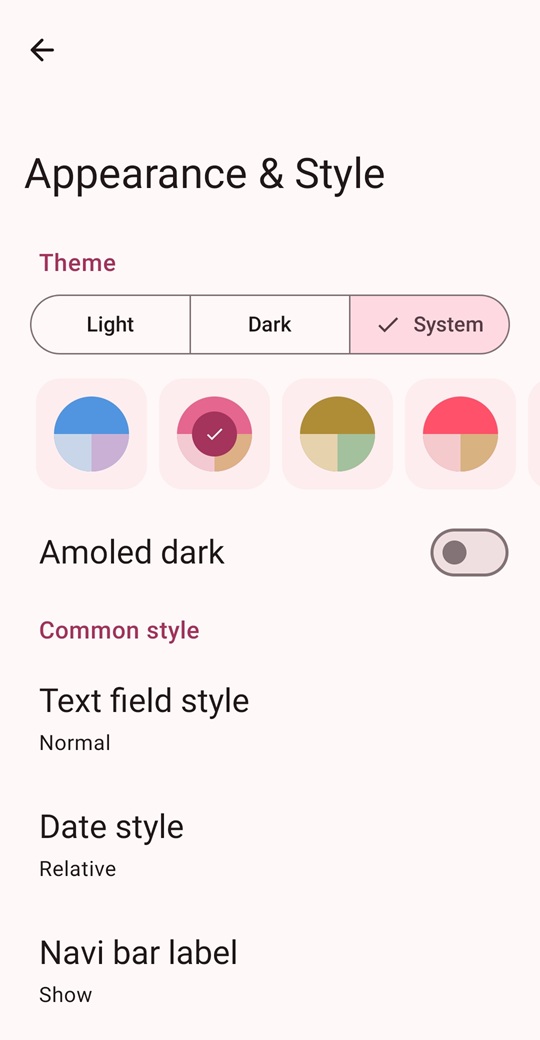 Appearance & Style
Theme
Light Dark System
Amoled dark
Common style
Text field style
Normal
Date style
Relative
Navi bar label
Show